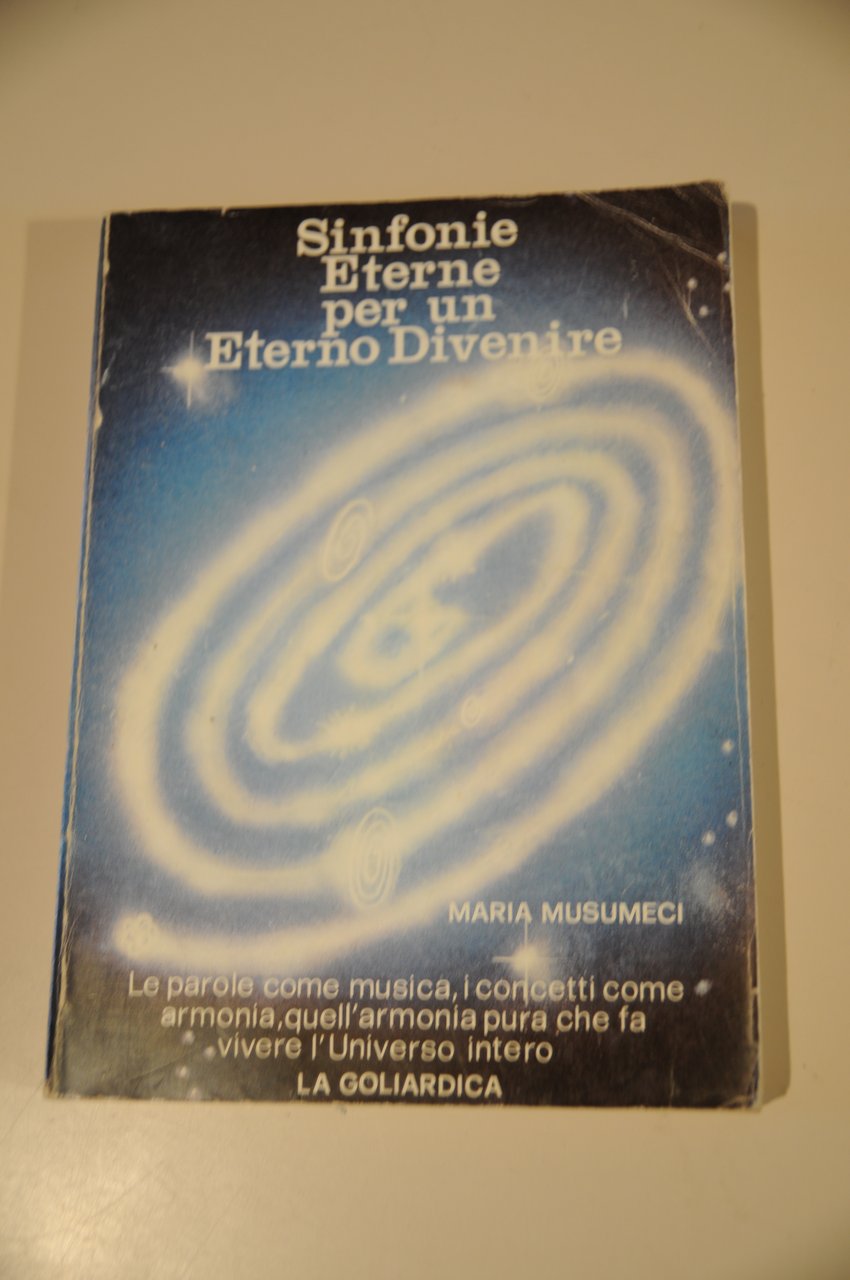 Sinfonie
Eterne
per un
Eterno Divenire
MARIA MUSUMECI
Le parole come musica, i concetti come
armonia, quell'armonia pura che fa
vivere l'Universo intero
LA GOLIARDICA